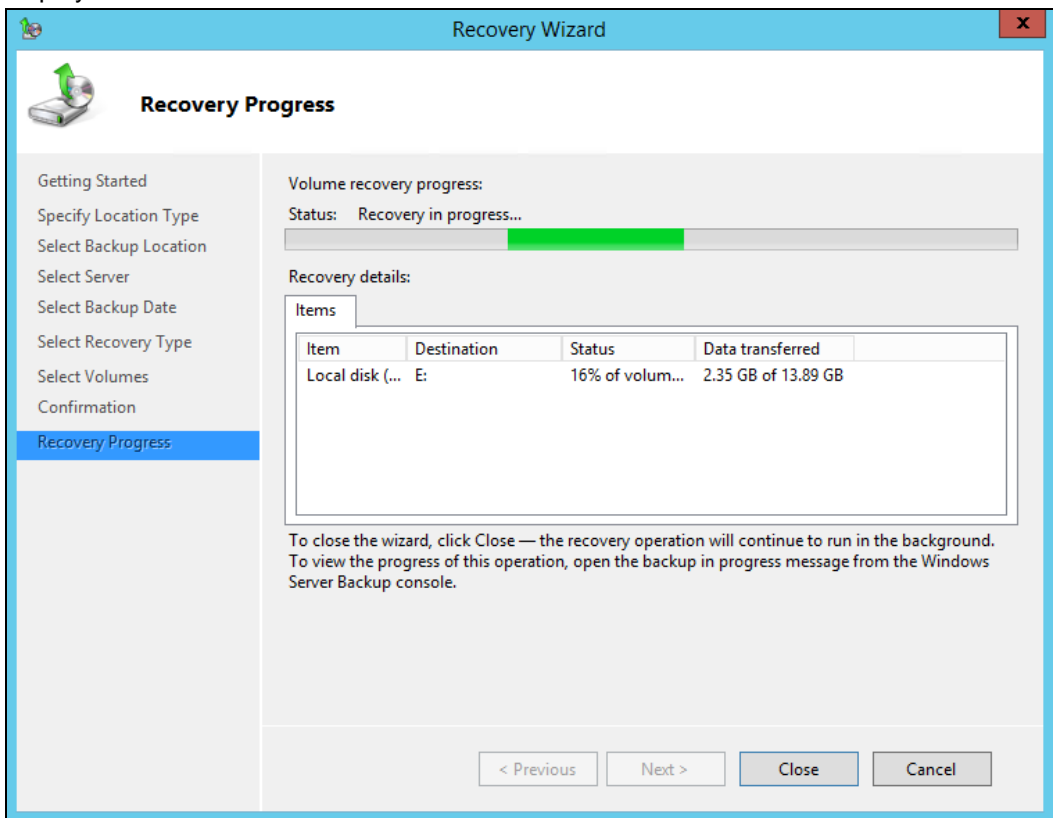 Recovery Wizard
x
Recovery Progress
Getting Started
Specify Location Type
Select Backup Location
Select Server
Select Backup Date
Select Recovery Type
Select Volumes
Confirmation
Recovery Progress
Volume recovery progress:
Status: Recovery in progress...
Recovery details:
Items
Item Destination Status Data transferred
Local disk (... E: 16% of volum... 2.35 GB of 13.89 GB
To close the wizard, click Close — the recovery operation will continue to run in the background.
To view the progress of this operation, open the backup in progress message from the Windows
Server Backup console.
< Previous Next > Close Cancel